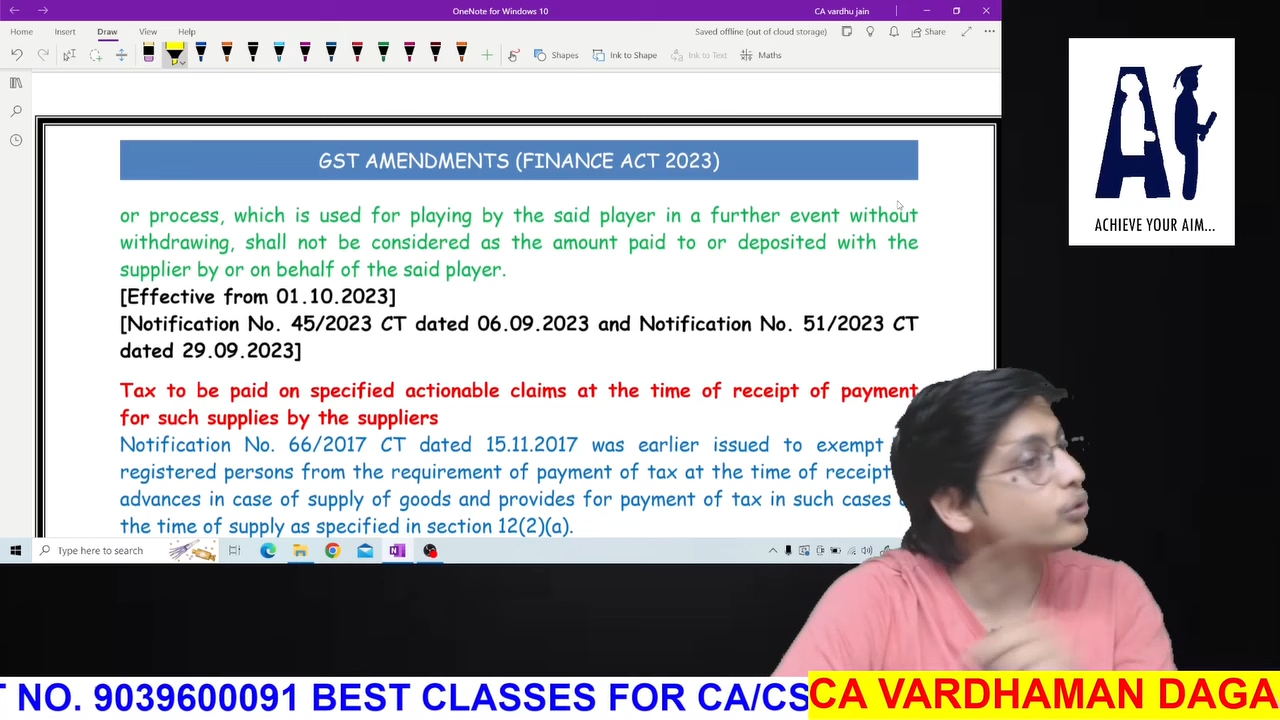 OneNote for Windows 10
CA vardhu jain
Home Insert Draw View Help
Saved offline (out of cloud storage)
Share
Shapes
Ink to Shape
Ink to Text
Maths
GST AMENDMENTS (FINANCE ACT 2023)
or process, which is used for playing by the said player in a further event without
withdrawing, shall not be considered as the amount paid to or deposited with the
supplier by or on behalf of the said player.
[Effective from 01.10.2023]
[Notification No. 45/2023 CT dated 06.09.2023 and Notification No. 51/2023 CT
dated 29.09.2023]
Tax to be paid on specified actionable claims at the time of receipt of payment
for such supplies by the suppliers
Notification No. 66/2017 CT dated 15.11.2017 was earlier issued to exempt
registered persons from the requirement of payment of tax at the time of receipt
advances in case of supply of goods and provides for payment of tax in such cases
the time of supply as specified in section 12(2)(a).
Type here to search
AI
ACHIEVE YOUR AIM...
T NO. 9039600091 BEST CLASSES FOR CA/CS
CA VARDHAMAN DAGA